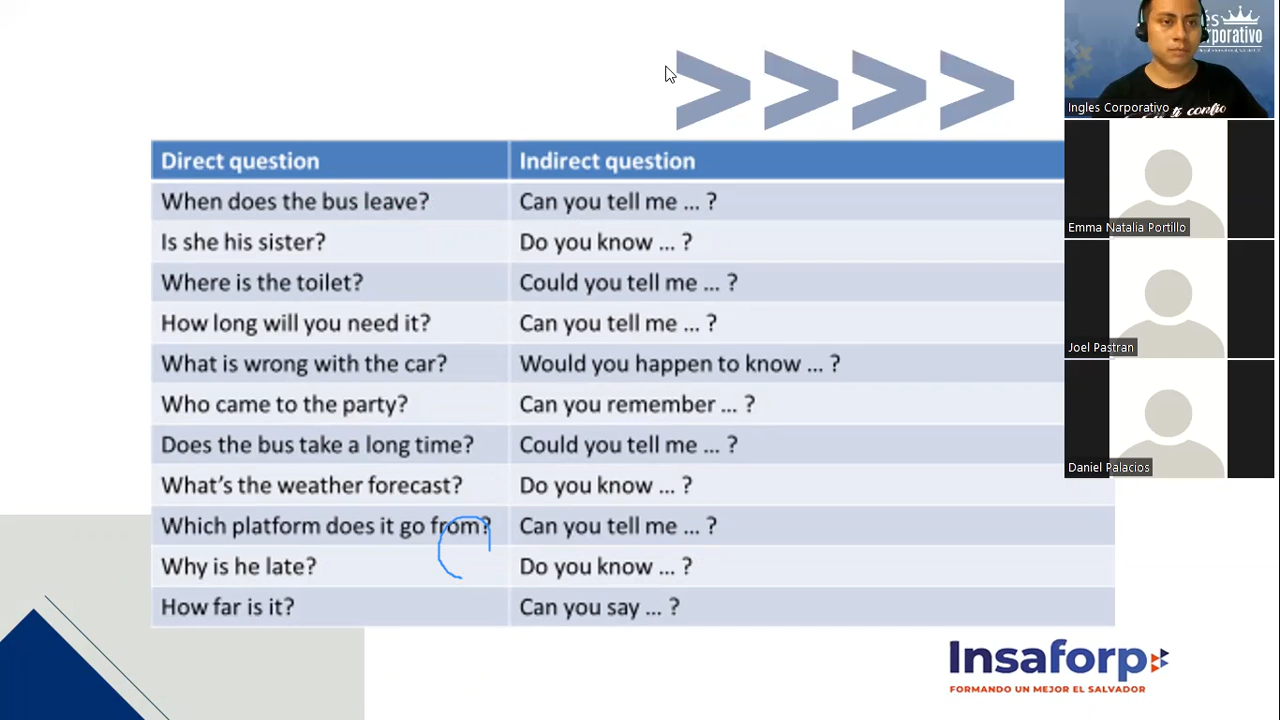 Direct question Indirect question
When does the bus leave? Can you tell me ... ?
Is she his sister? Do you know ... ?
Where is the toilet? Could you tell me ... ?
How long will you need it? Can you tell me ... ?
What is wrong with the car? Would you happen to know ... ?
Who came to the party? Can you remember ... ?
Does the bus take a long time? Could you tell me ... ?
What's the weather forecast? Do you know ... ?
Which platform does it go from? Can you tell me ... ?
Why is he late? Do you know ... ?
How far is it? Can you say ... ?
Insaforp
FORMANDO UN MEJOR EL SALVADOR
Ingles Corporativo
Emma Natalia Portillo
Joel Pastran
Daniel Palacios